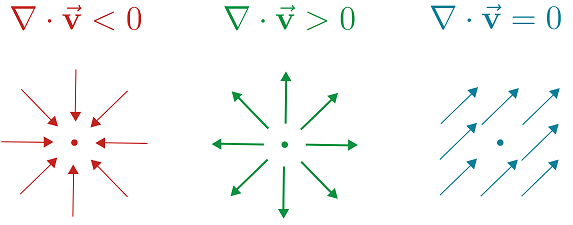 ∇ · v⃗ < 0
∇ · v⃗ > 0
∇ · v⃗ = 0